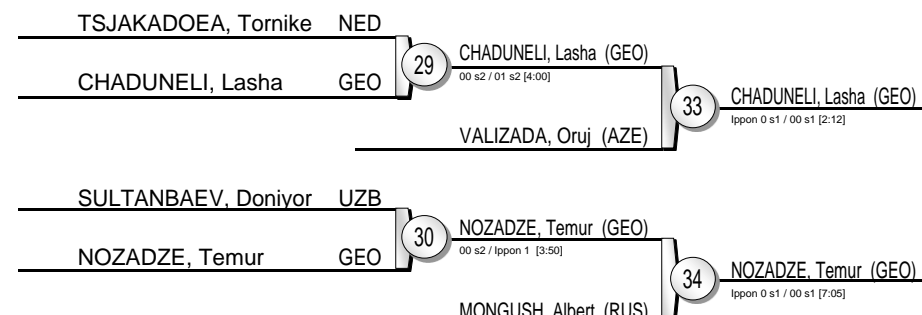 TSJAKADOEA, Tornike NED
29
CHADUNELI, Lasha (GEO)
00 s2 / 01 s2 [4:00]
CHADUNELI, Lasha GEO
33
CHADUNELI, Lasha (GEO)
Ippon 0 s1 / 00 s1 [2:12]
VALIZADA, Oruj (AZE)
SULTANBAEV, Doniyor UZB
30
NOZADZE, Temur (GEO)
00 s2 / Ippon 1 [3:50]
NOZADZE, Temur GEO
34
NOZADZE, Temur (GEO)
Ippon 0 s1 / 00 s1 [7:05]
MONGUSH, Albert (RUS)